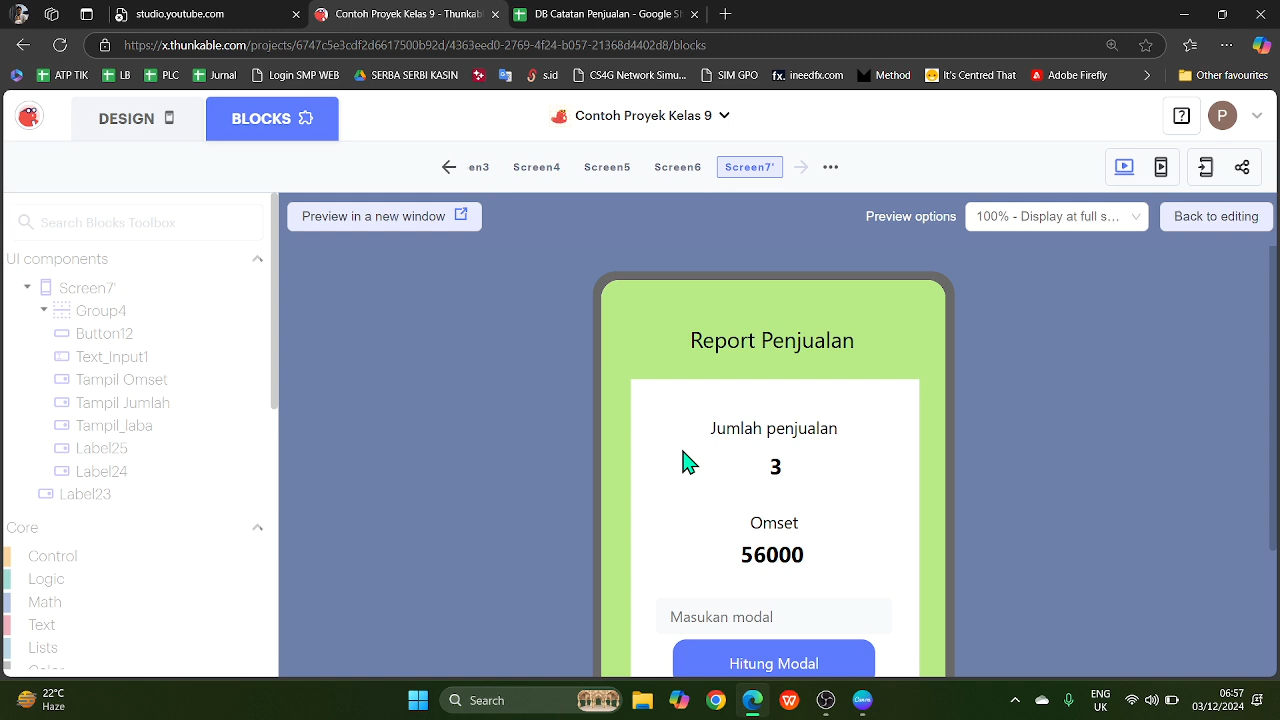 studio.youtube.com
Contoh Proyek Kelas 9 - Thunkabl
DB Catatan Penjualan - Google Sh
https://x.thunkable.com/projects/6747c5e3cdf2d6617500b92d/4363eed0-2769-4f24-b057-21368d4402d8/blocks
ATP TIK
LB
PLC
Jurnal
Login SMP WEB
SERBA SERBI KGSN
sid
CS4G Network Simu...
SIM GTO
ineedfx.com
Method
It's Centred That
Adobe Firefly
Other favourites
DESIGN
BLOCKS
Contoh Proyek Kelas 9
P
en3
Screen4
Screen5
Screen6
Screen7'
Search Blocks Toolbox
Preview in a new window
Preview options
100% - Display at full s...
Back to editing
UI components
Screen7'
Group4
Button12
Text_Input1
Tampil Omset
Tampil Jumlah
Tampil_laba
Label25
Label24
Label23
Core
Control
Logic
Math
Text
Lists
Report Penjualan
Jumlah penjualan
3
Omset
56000
Masukan modal
Hitung Modal
22°C
Haze
Search
ENG
UK
06:57
03/12/2024